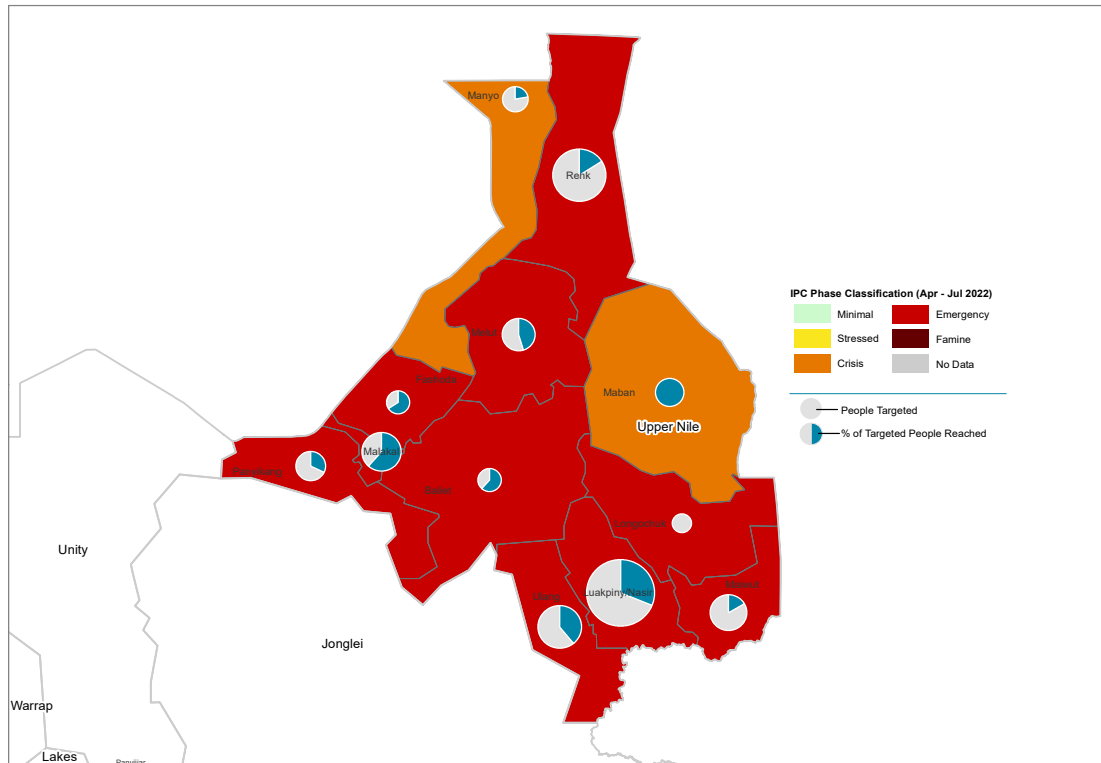 Manyo
Renk
IPC Phase Classification (Apr - Jul 2022)
Minimal
Emergency
Stressed
Famine
Crisis
No Data
Melut
Fashoda
Maban
People Targeted
Upper Nile
% of Targeted People Reached
Malakal
Panyikang
Baliet
Longochuk
Unity
Maiwut
Ulang
Luakpiny/Nasir
Jonglei
Warrap
Lakes
Panyijiar